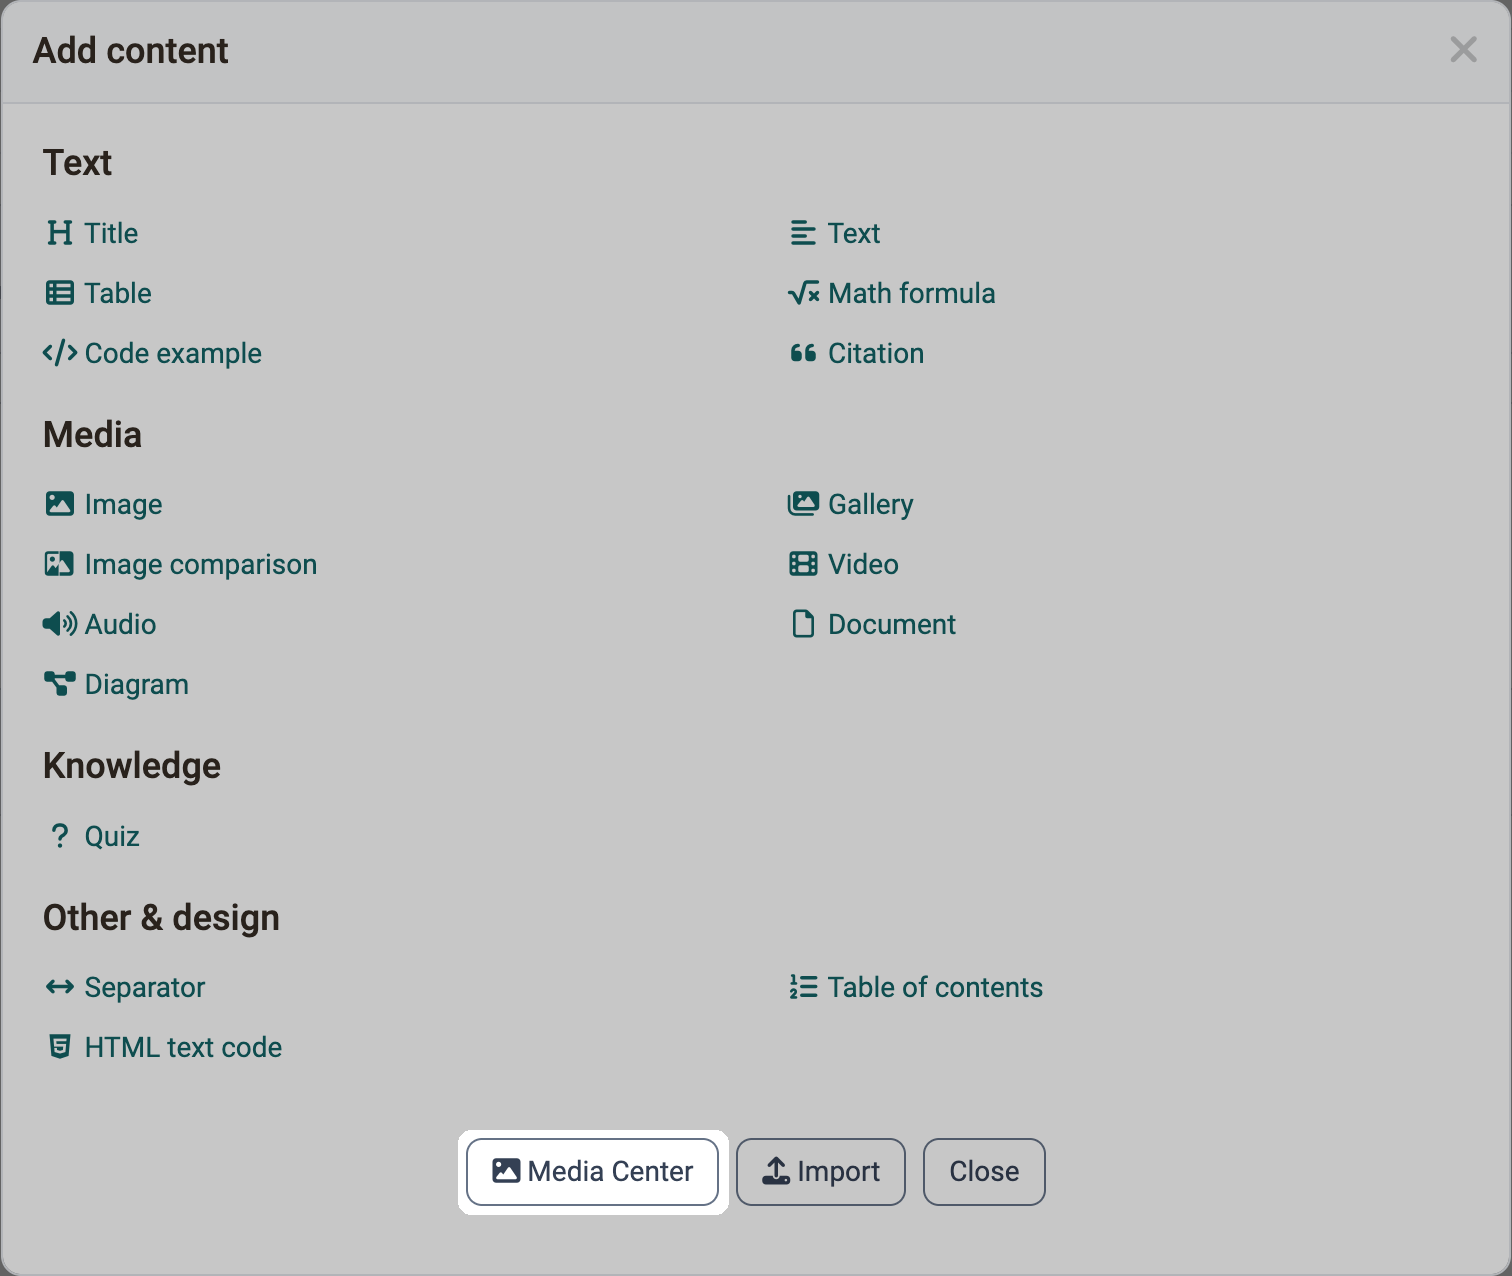 Add content
Text
Title
Text
Table
Math formula
Code example
Citation
Media
Image
Gallery
Image comparison
Video
Audio
Document
Diagram
Knowledge
Quiz
Other & design
Separator
Table of contents
HTML text code
Media Center
Import
Close